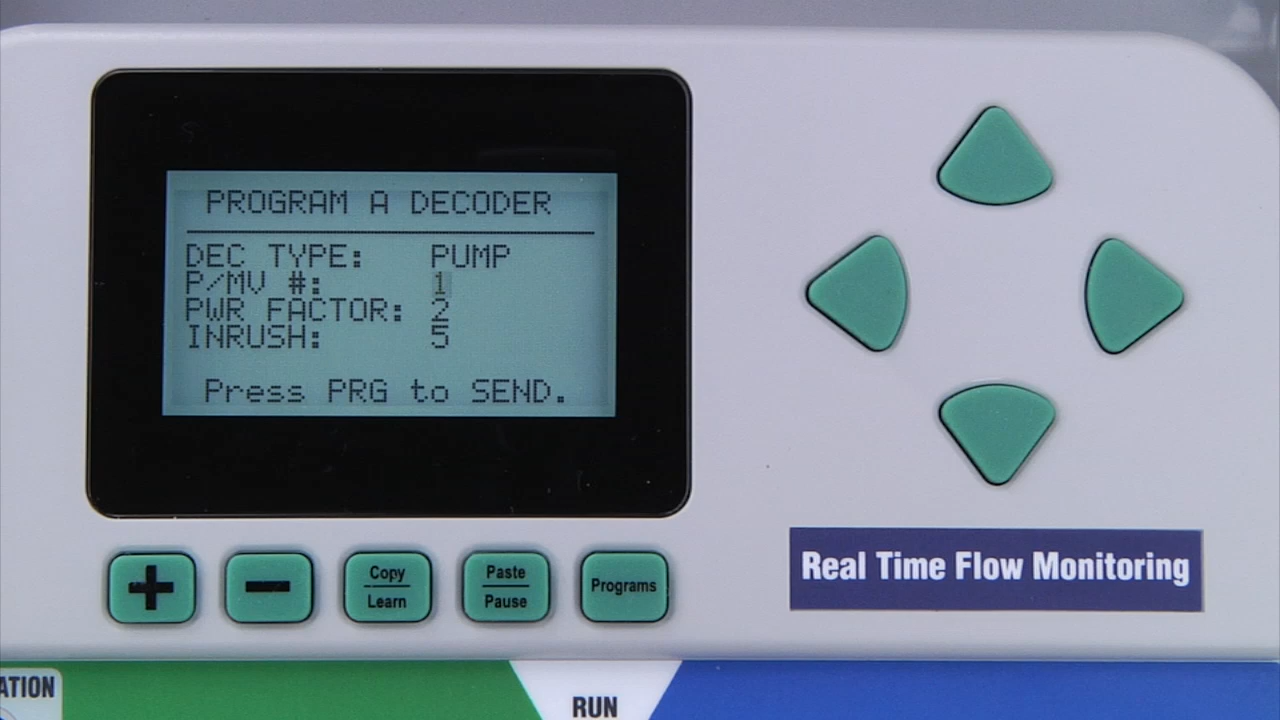 PROGRAM A DECODER
DEC TYPE: PUMP
P/MV #: 1
PWR FACTOR: 2
INRUSH: 5
Press PRG to SEND.
+
−
Copy
Learn
Paste
Pause
Programs
Real Time Flow Monitoring
ATION
RUN